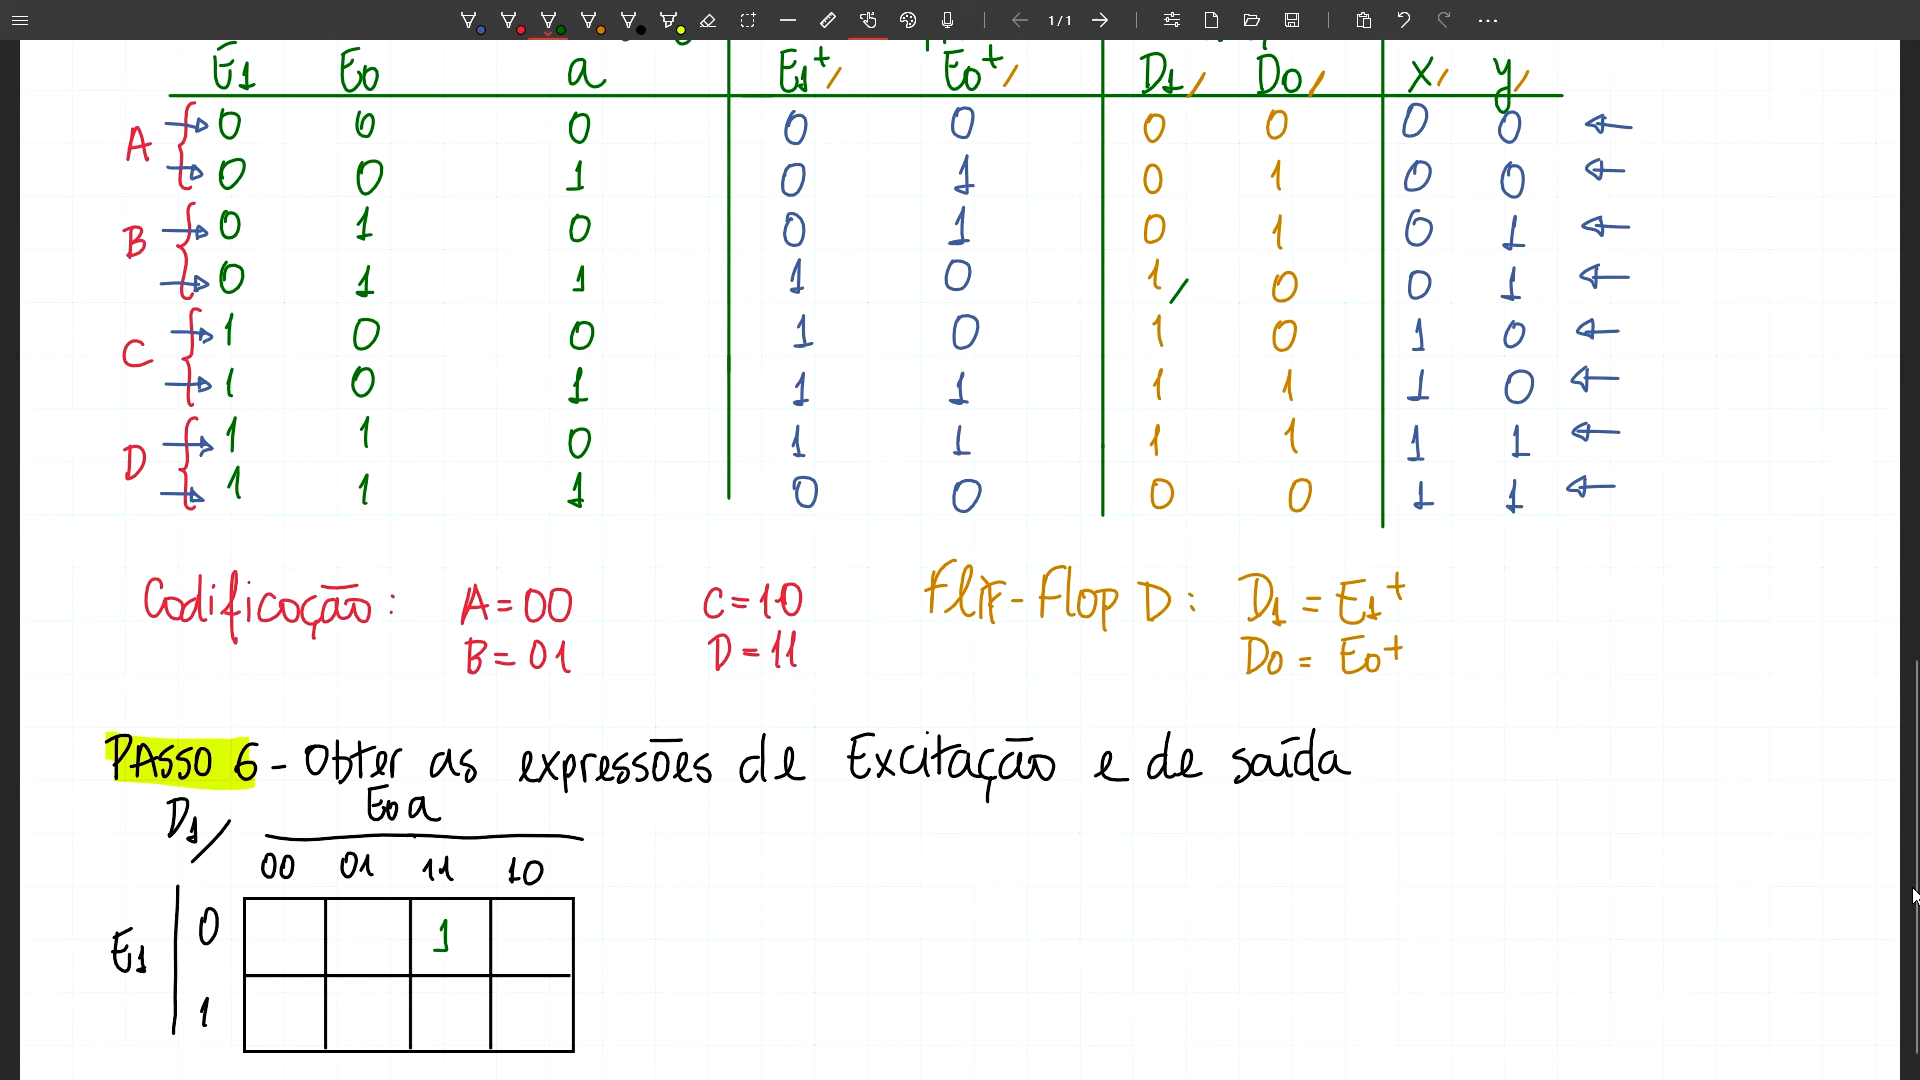 1/1
E1 E0 a E1+, E0+, D1, D0, x, y,
A 0 0 0 0 0 0 0 0 0
0 0 1 0 1 0 1 0 0
B 0 1 0 0 1 0 1 0 1
0 1 1 1 0 1, 0 0 1
C 1 0 0 1 0 1 0 1 0
1 0 1 1 1 1 1 1 0
D 1 1 0 1 1 1 1 1 1
1 1 1 0 0 0 0 1 1
Codificação: A=00 C=10 Flip-Flop D: D1 = E1+
B=01 D=11 D0 = E0+
PASSO 6 - Obter as expressões de Excitação e de saída
D1/ E0 a
00 01 11 10
E1 0 1
1